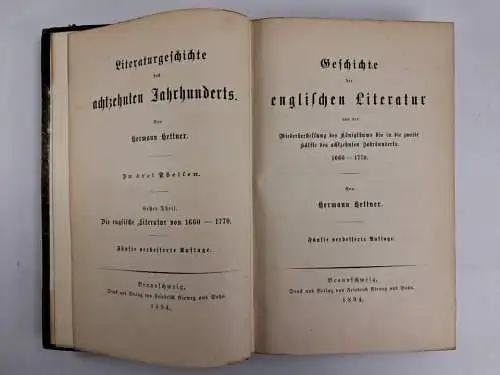 Literaturgeschichte
des
achtzehnten Jahrhunderts.
Von
Hermann Hettner.
In drei Theilen.
Erster Theil.
Die englische Literatur von 1660 — 1770.
Fünfte verbesserte Auflage.
Braunschweig,
Druck und Verlag von Friedrich Vieweg und Sohn.
1894.
Geschichte
der
englischen Literatur
von der
Wiederherstellung des Königthums bis in die zweite
Hälfte des achtzehnten Jahrhunderts.
1660 — 1770.
Von
Hermann Hettner.
Fünfte verbesserte Auflage.
Braunschweig,
Druck und Verlag von Friedrich Vieweg und Sohn.
1894.